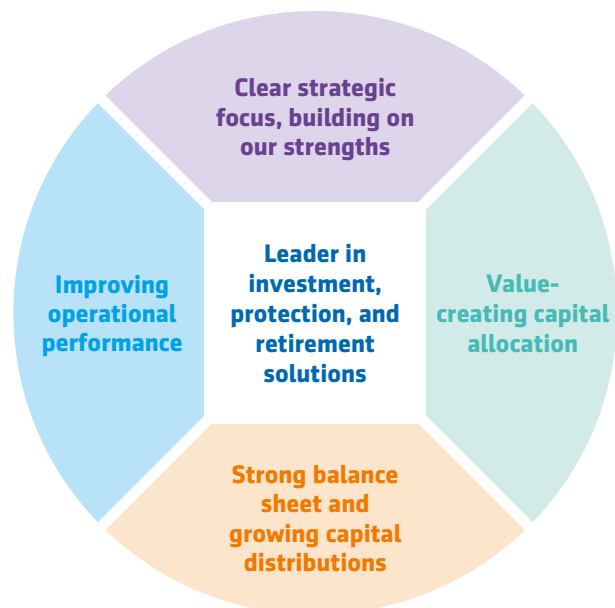 Clear strategic
focus, building on
our strengths
Improving
operational
performance
Leader in
investment,
protection, and
retirement
solutions
Value-
creating capital
allocation
Strong balance
sheet and
growing capital
distributions